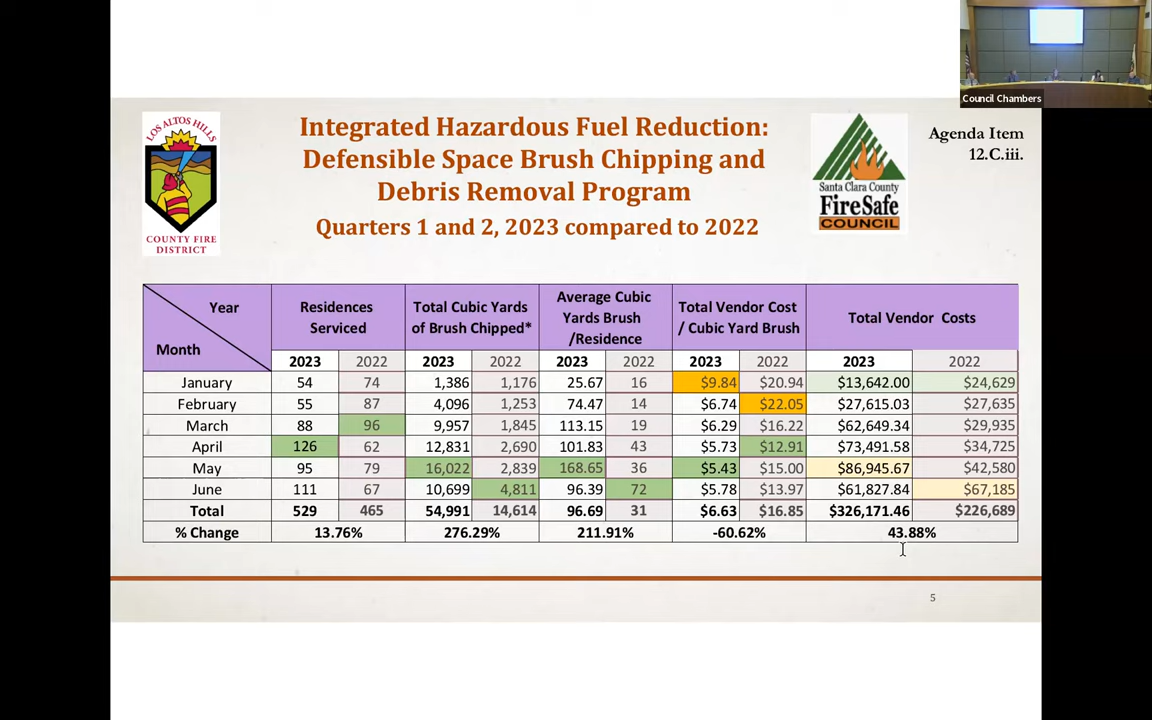 Council Chambers
LOS ALTOS HILLS
COUNTY FIRE
DISTRICT
Integrated Hazardous Fuel Reduction:
Defensible Space Brush Chipping and
Debris Removal Program
Quarters 1 and 2, 2023 compared to 2022
Santa Clara County
FireSafe
COUNCIL
Agenda Item
12.C.iii.
Year
Month
Residences
Serviced
Total Cubic Yards
of Brush Chipped*
Average Cubic
Yards Brush
/Residence
Total Vendor Cost
/ Cubic Yard Brush
Total Vendor Costs
2023 2022 2023 2022 2023 2022 2023 2022 2023 2022
January 54 74 1,386 1,176 25.67 16 $9.84 $20.94 $13,642.00 $24,629
February 55 87 4,096 1,253 74.47 14 $6.74 $22.05 $27,615.03 $27,635
March 88 96 9,957 1,845 113.15 19 $6.29 $16.22 $62,649.34 $29,935
April 126 62 12,831 2,690 101.83 43 $5.73 $12.91 $73,491.58 $34,725
May 95 79 16,022 2,839 168.65 36 $5.43 $15.00 $86,945.67 $42,580
June 111 67 10,699 4,811 96.39 72 $5.78 $13.97 $61,827.84 $67,185
Total 529 465 54,991 14,614 96.69 31 $6.63 $16.85 $326,171.46 $226,689
% Change 13.76% 276.29% 211.91% -60.62% 43.88%
5